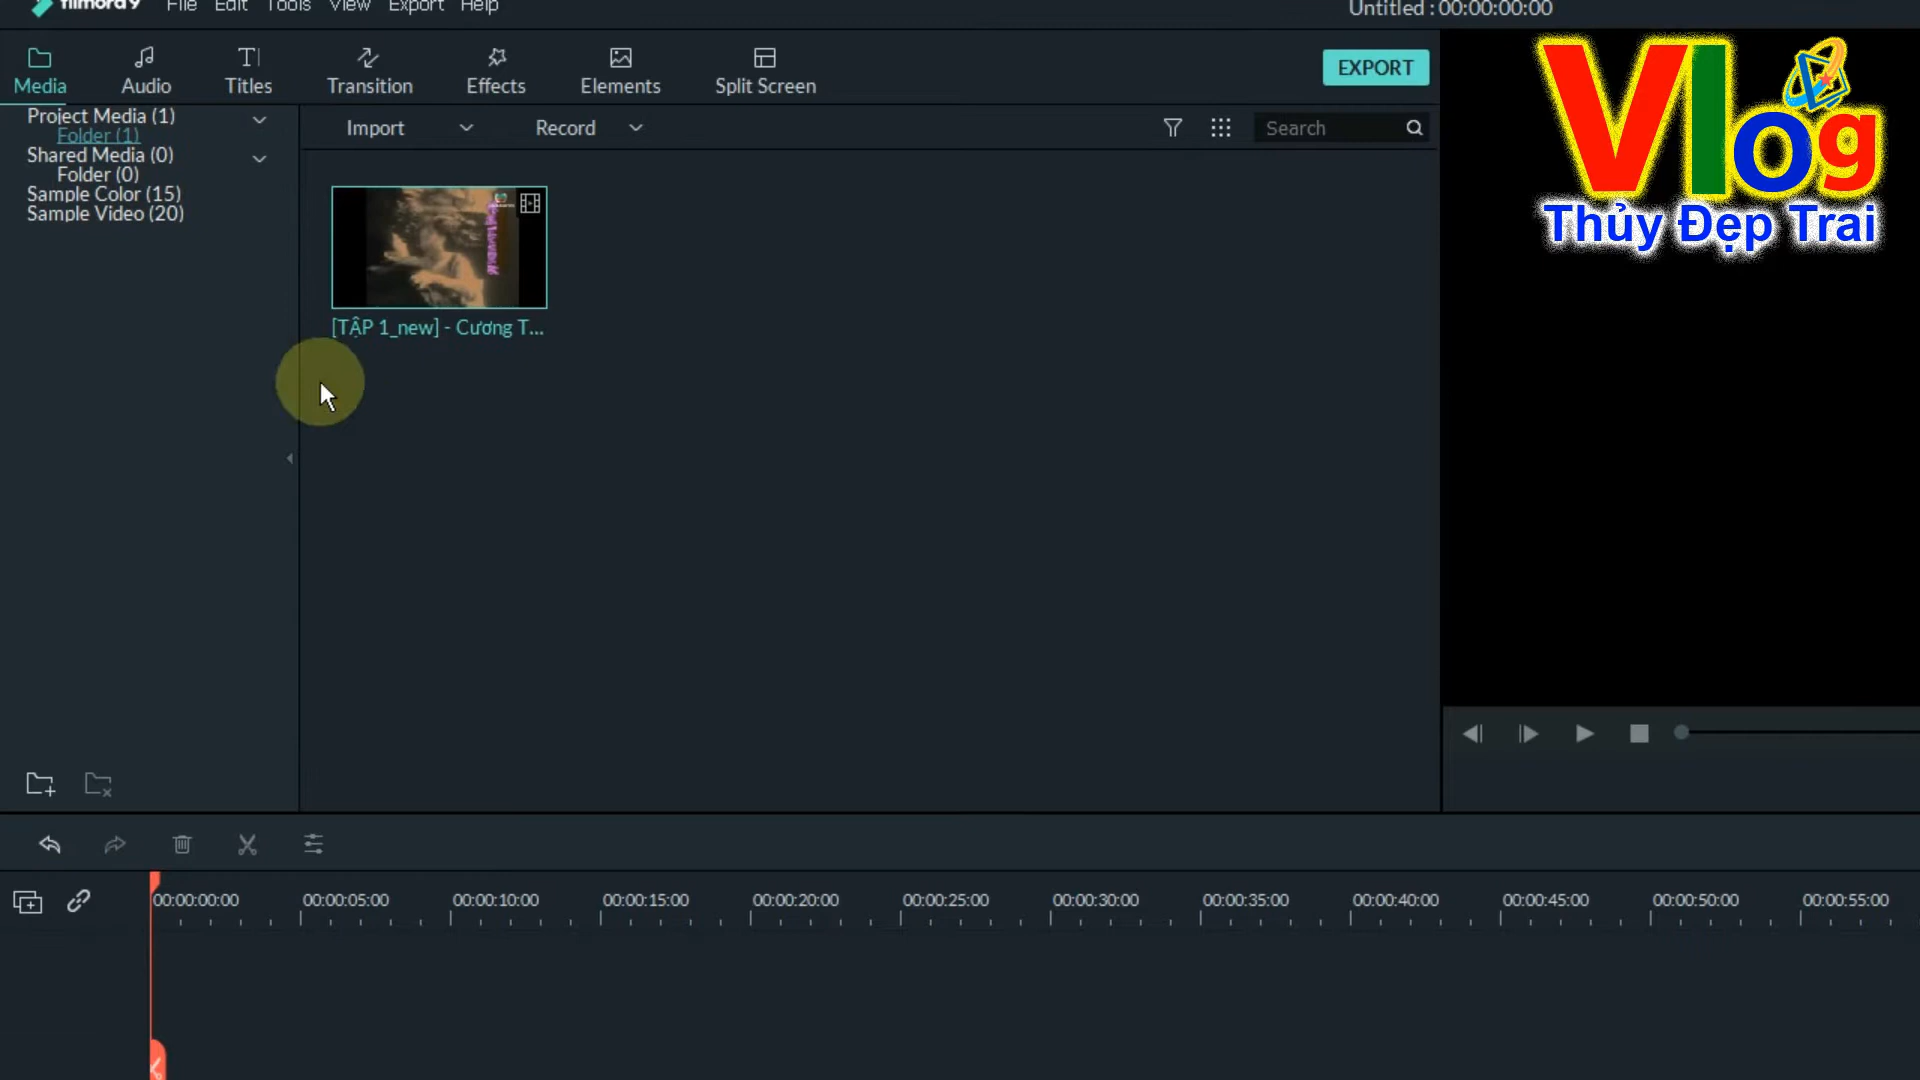 filmora9 File Edit Tools View Export Help
Untitled : 00:00:00:00
Media Audio Titles Transition Effects Elements Split Screen
EXPORT
Project Media (1)
Folder (1)
Shared Media (0)
Folder (0)
Sample Color (15)
Sample Video (20)
Import Record Search
[TẬP 1_new] - Cương T...
Vlog
Thủy Đẹp Trai
00:00:00:00 00:00:05:00 00:00:10:00 00:00:15:00 00:00:20:00 00:00:25:00 00:00:30:00 00:00:35:00 00:00:40:00 00:00:45:00 00:00:50:00 00:00:55:00